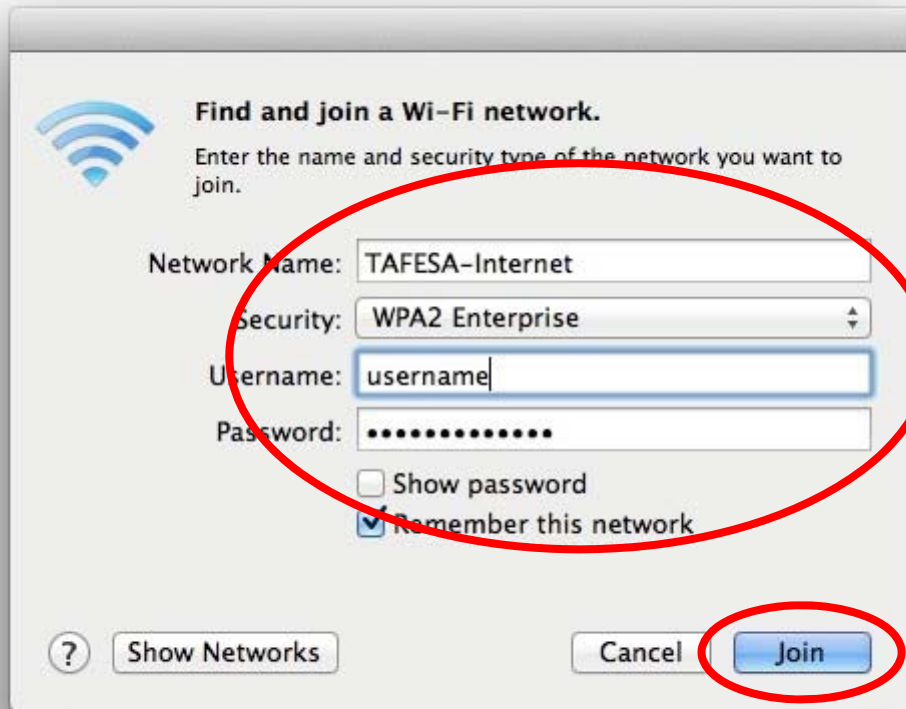 Find and join a Wi-Fi network.
Enter the name and security type of the network you want to
join.
Network Name: TAFESA-Internet
Security: WPA2 Enterprise
Username: username
Password: •••••••••••••
Show password
Remember this network
? Show Networks Cancel Join